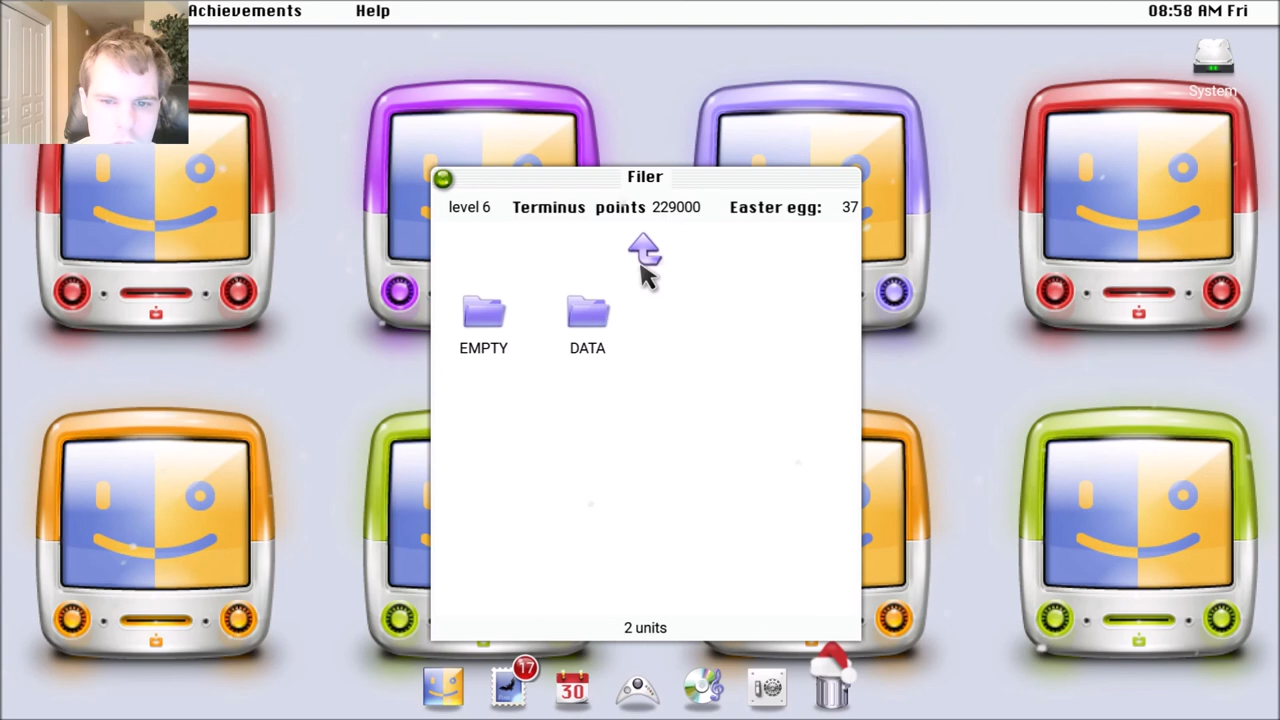 Achievements Help 08:58 AM Fri
System
Filer
level 6 Terminus points 229000 Easter egg: 37
EMPTY DATA
2 units
17
30